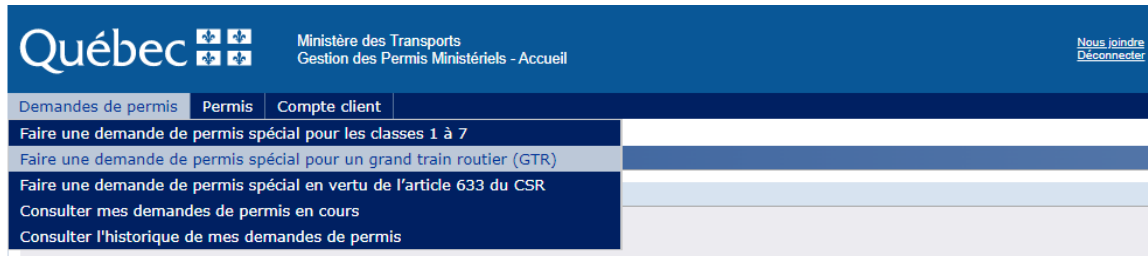 Québec
Ministère des Transports
Gestion des Permis Ministériels - Accueil
Nous joindre
Déconnecter
Demandes de permis Permis Compte client
Faire une demande de permis spécial pour les classes 1 à 7
Faire une demande de permis spécial pour un grand train routier (GTR)
Faire une demande de permis spécial en vertu de l’article 633 du CSR
Consulter mes demandes de permis en cours
Consulter l'historique de mes demandes de permis